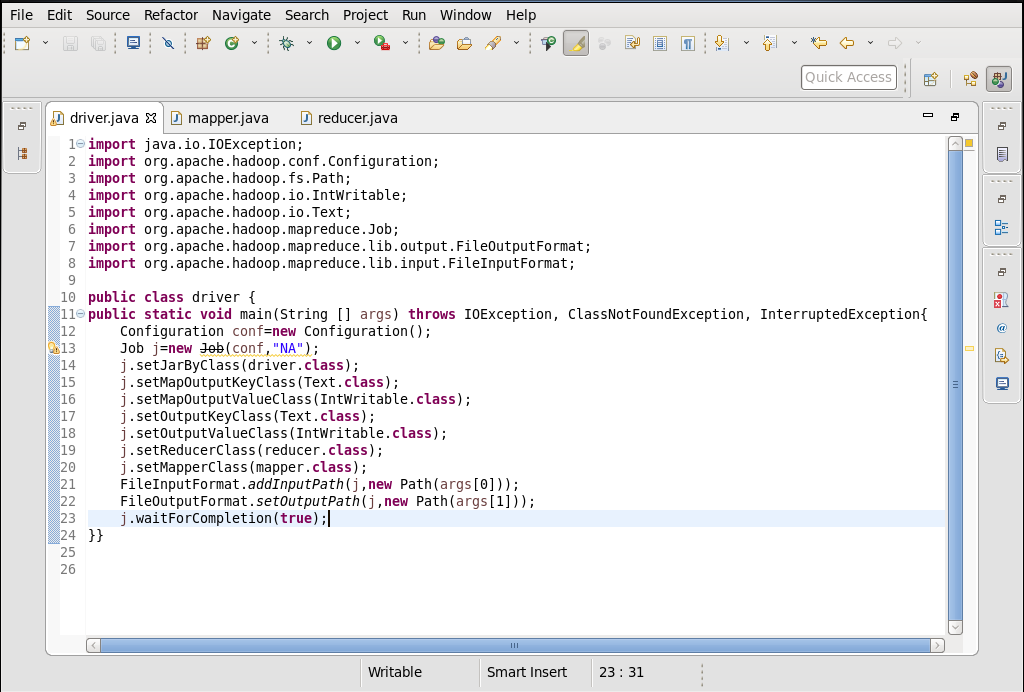 File Edit Source Refactor Navigate Search Project Run Window Help
Quick Access
driver.java mapper.java reducer.java
1 import java.io.IOException;
2 import org.apache.hadoop.conf.Configuration;
3 import org.apache.hadoop.fs.Path;
4 import org.apache.hadoop.io.IntWritable;
5 import org.apache.hadoop.io.Text;
6 import org.apache.hadoop.mapreduce.Job;
7 import org.apache.hadoop.mapreduce.lib.output.FileOutputFormat;
8 import org.apache.hadoop.mapreduce.lib.input.FileInputFormat;
9
10 public class driver {
11 public static void main(String [] args) throws IOException, ClassNotFoundException, InterruptedException{
12     Configuration conf=new Configuration();
13     Job j=new Job(conf,"NA");
14     j.setJarByClass(driver.class);
15     j.setMapOutputKeyClass(Text.class);
16     j.setMapOutputValueClass(IntWritable.class);
17     j.setOutputKeyClass(Text.class);
18     j.setOutputValueClass(IntWritable.class);
19     j.setReducerClass(reducer.class);
20     j.setMapperClass(mapper.class);
21     FileInputFormat.addInputPath(j,new Path(args[0]));
22     FileOutputFormat.setOutputPath(j,new Path(args[1]));
23     j.waitForCompletion(true);
24 }}
25
26
Writable Smart Insert 23 : 31